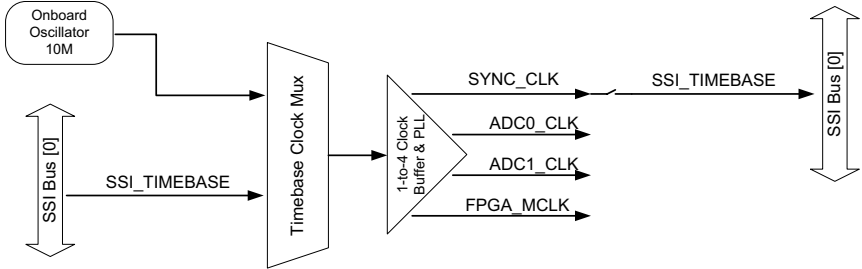 Onboard
Oscillator
10M
SSI Bus [0]
SSI_TIMEBASE
Timebase Clock Mux
1-to-4 Clock
Buffer & PLL
SYNC_CLK
ADC0_CLK
ADC1_CLK
FPGA_MCLK
SSI_TIMEBASE
SSI Bus [0]